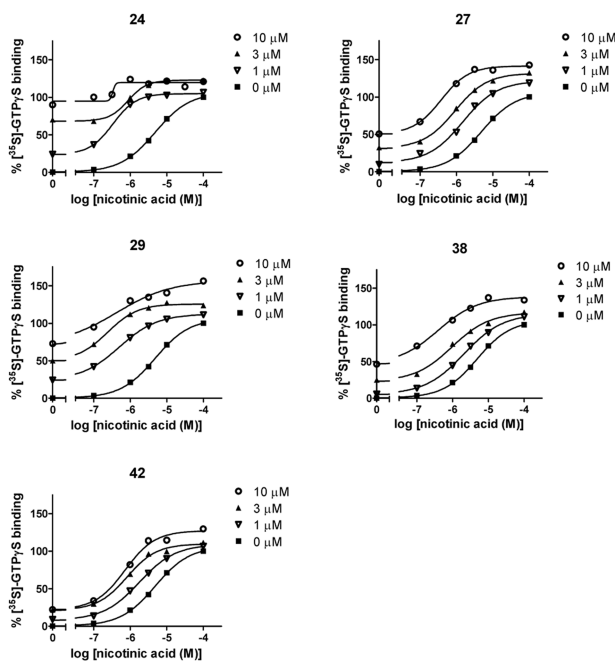 24
150
100
50
0
0
-7
-6
-5
-4
% [³⁵S]-GTPγS binding
log [nicotinic acid (M)]
10 μM
3 μM
1 μM
0 μM
27
150
100
50
0
0
-7
-6
-5
-4
% [³⁵S]-GTPγS binding
log [nicotinic acid (M)]
10 μM
3 μM
1 μM
0 μM
29
150
100
50
0
0
-7
-6
-5
-4
% [³⁵S]-GTPγS binding
log [nicotinic acid (M)]
10 μM
3 μM
1 μM
0 μM
38
150
100
50
0
0
-7
-6
-5
-4
% [³⁵S]-GTPγS binding
log [nicotinic acid (M)]
10 μM
3 μM
1 μM
0 μM
42
150
100
50
0
0
-7
-6
-5
-4
% [³⁵S]-GTPγS binding
log [nicotinic acid (M)]
10 μM
3 μM
1 μM
0 μM